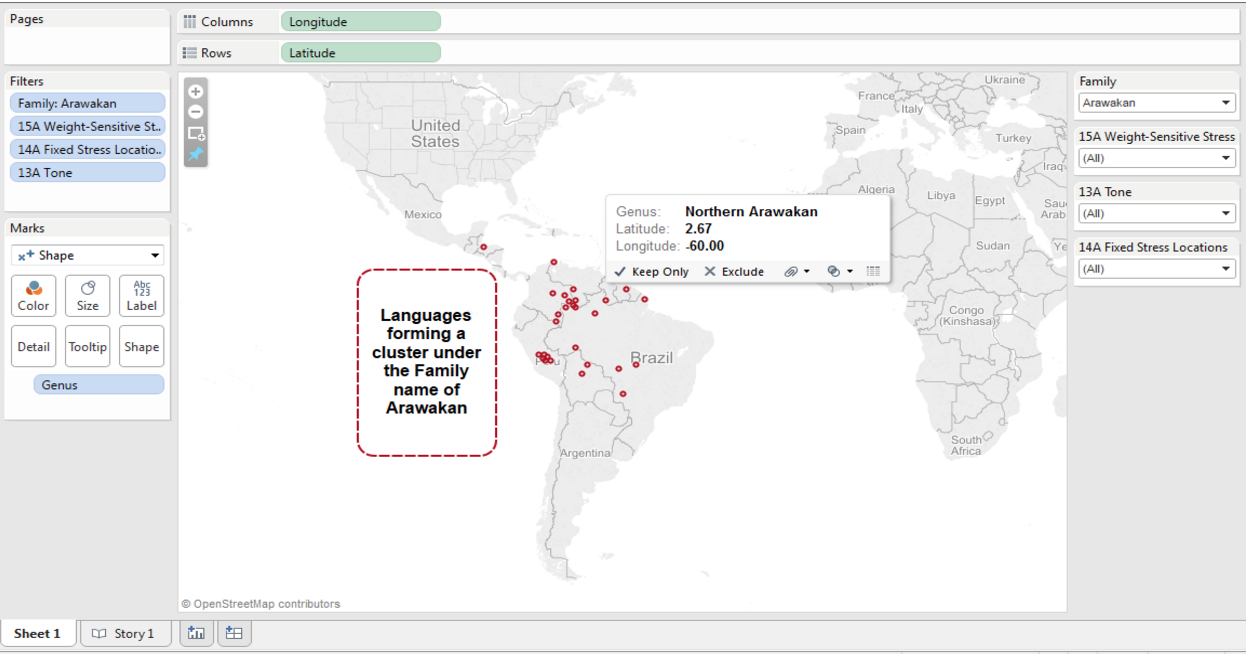 Pages
Columns
Longitude
Rows
Latitude
Filters
Family: Arawakan
15A Weight-Sensitive St..
14A Fixed Stress Locatio..
13A Tone
Marks
Shape
Color
Size
Abc
123
Label
Detail
Tooltip
Shape
Genus
United
States
Mexico
Brazil
Argentina
France
Italy
Spain
Ukraine
Turkey
Iraq
Algeria
Libya
Egypt
Sau
Arab
Sudan
Ye
Congo
(Kinshasa)
South
Africa
Genus: Northern Arawakan
Latitude: 2.67
Longitude: -60.00
Keep Only
Exclude
Languages
forming a
cluster under
the Family
name of
Arawakan
© OpenStreetMap contributors
Family
Arawakan
15A Weight-Sensitive Stress
(All)
13A Tone
(All)
14A Fixed Stress Locations
(All)
Sheet 1
Story 1